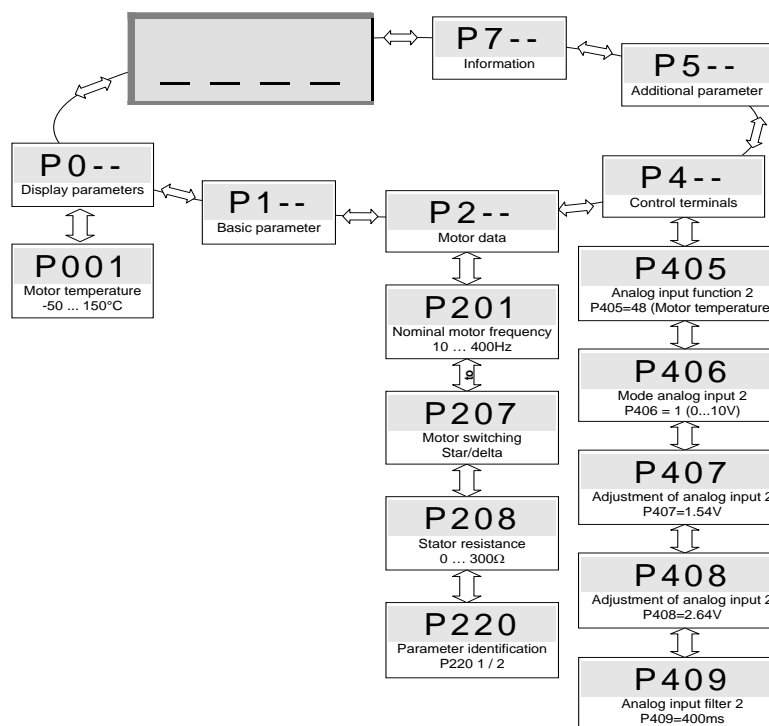 _ _ _ _
P7--
Information
P5--
Additional parameter
P0--
Display parameters
P1--
Basic parameter
P2--
Motor data
P4--
Control terminals
P001
Motor temperature
-50 ... 150°C
P201
Nominal motor frequency
10 ... 400Hz
to
P207
Motor switching
Star/delta
P208
Stator resistance
0 ... 300Ω
P220
Parameter identification
P220 1 / 2
P405
Analog input function 2
P405=48 (Motor temperature
P406
Mode analog input 2
P406 = 1 (0...10V)
P407
Adjustment of analog input 2
P407=1.54V
P408
Adjustment of analog input 2
P408=2.64V
P409
Analog input filter 2
P409=400ms